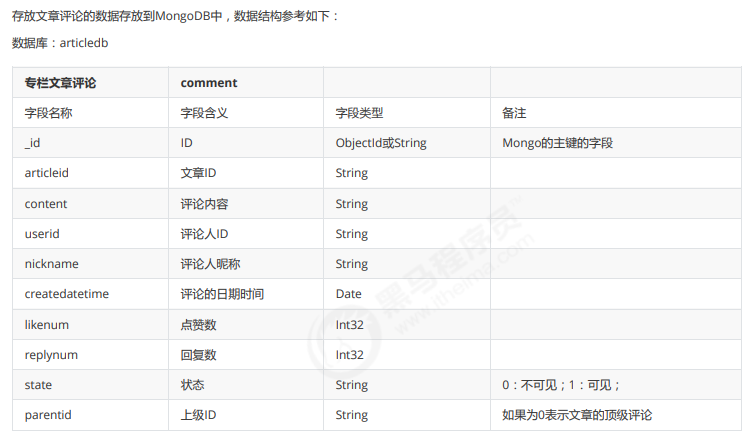 存放文章评论的数据存放到MongoDB中，数据结构参考如下：
数据库：articledb
专栏文章评论 comment
字段名称 字段含义 字段类型 备注
_id ID ObjectId或String Mongo的主键的字段
articleid 文章ID String
content 评论内容 String
userid 评论人ID String
nickname 评论人昵称 String
createdatetime 评论的日期时间 Date
likenum 点赞数 Int32
replynum 回复数 Int32
state 状态 String 0：不可见；1：可见；
parentid 上级ID String 如果为0表示文章的顶级评论
黑马程序员
www.itheima.com